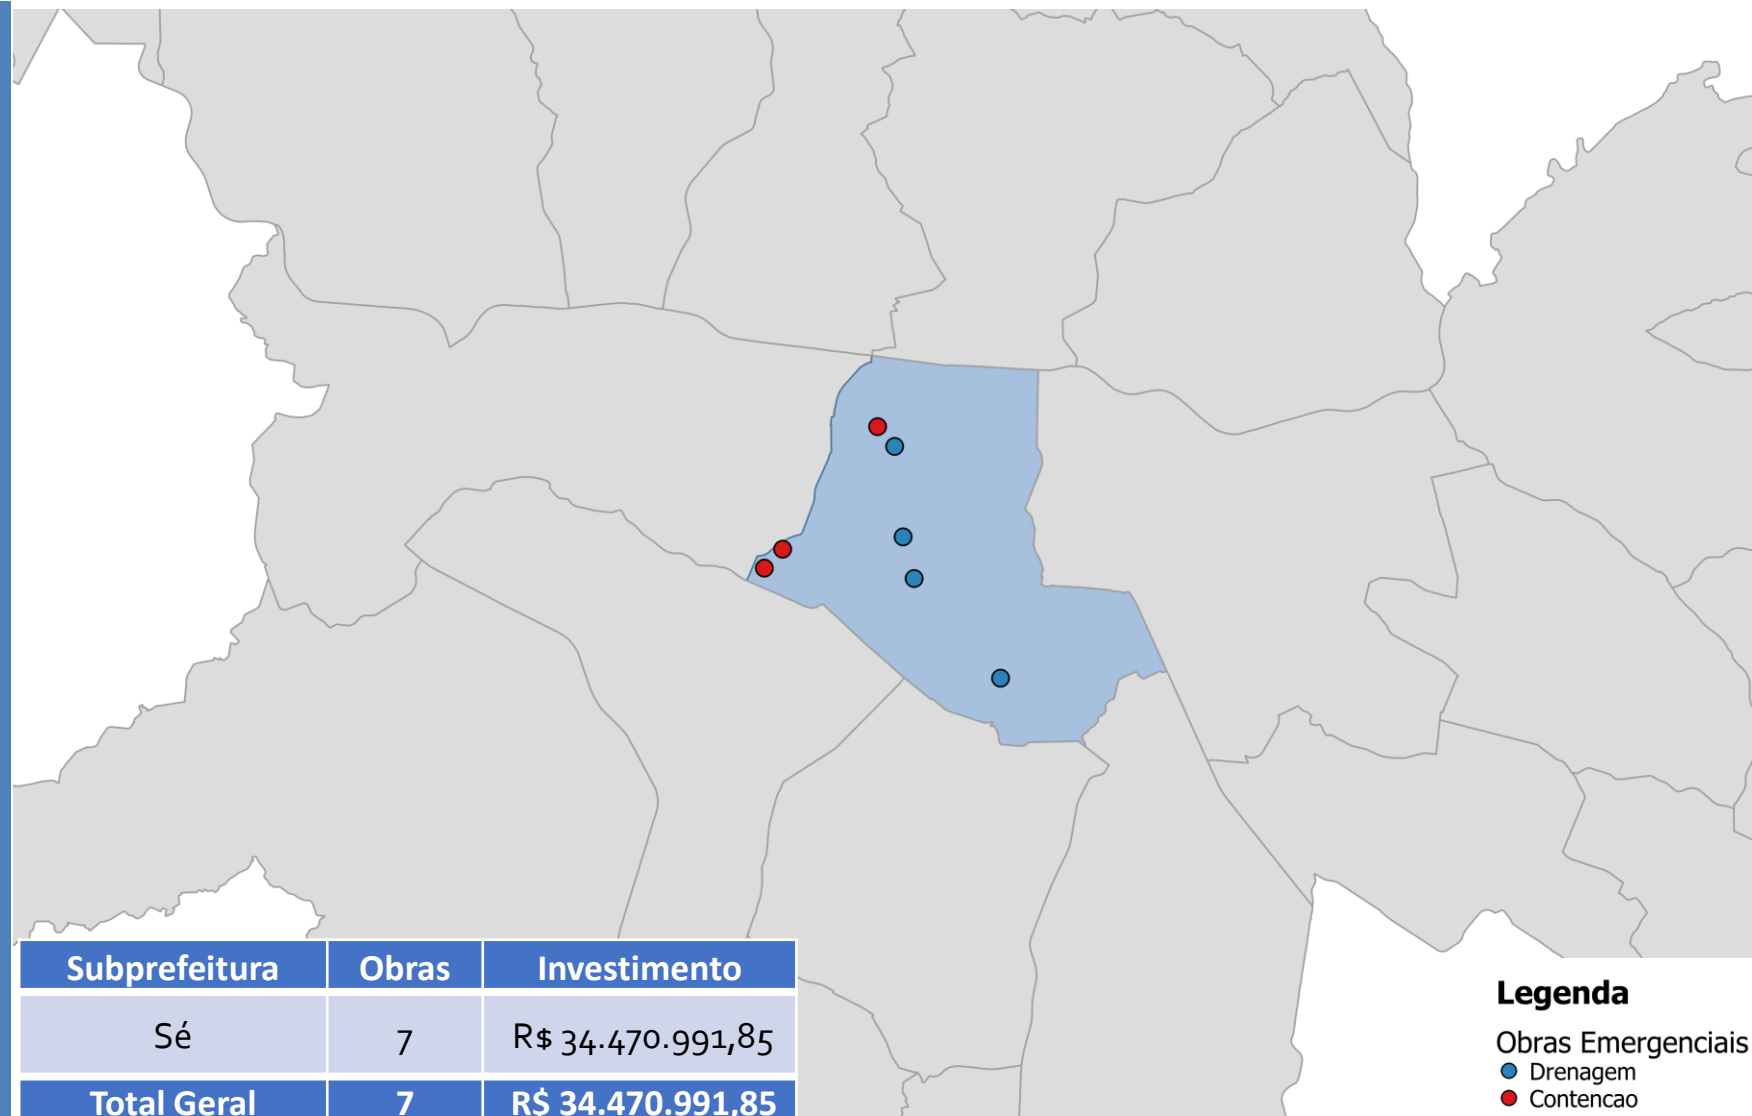 Subprefeitura Obras Investimento
Sé 7 R$ 34.470.991,85
Total Geral 7 R$ 34.470.991,85
Legenda
Obras Emergenciais
Drenagem
Contencao